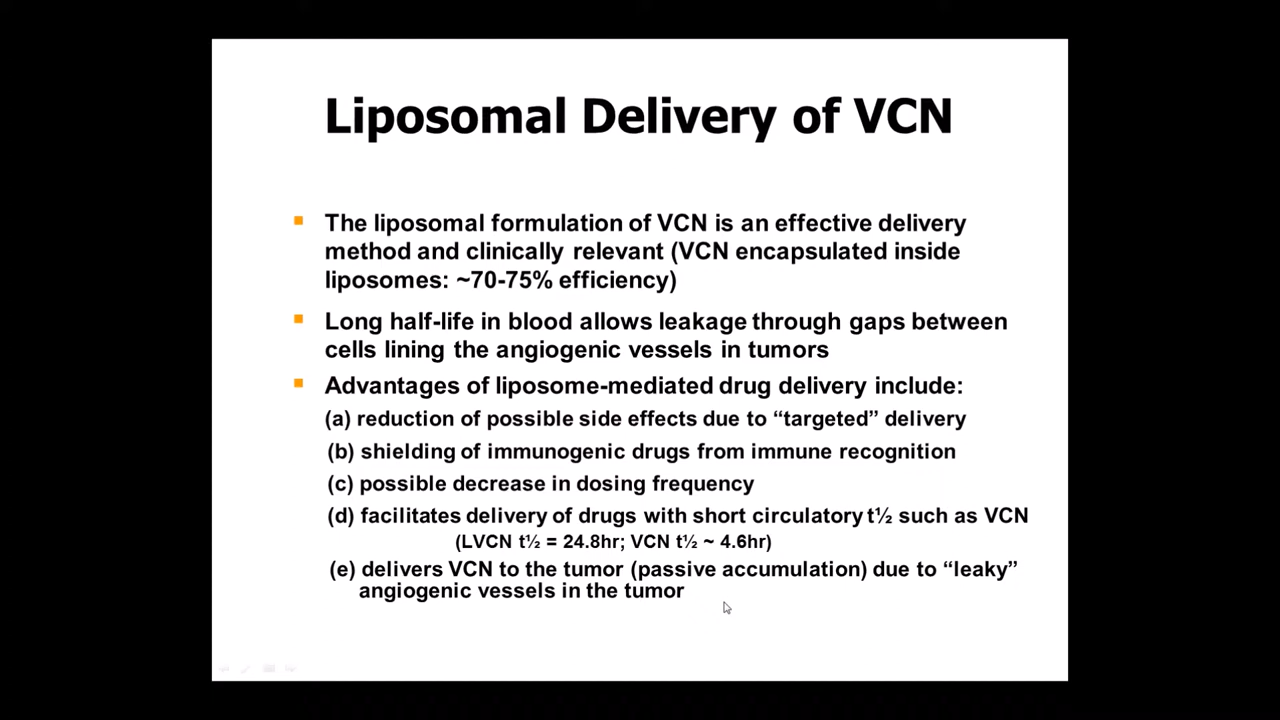 Liposomal Delivery of VCN
The liposomal formulation of VCN is an effective delivery
method and clinically relevant (VCN encapsulated inside
liposomes: ~70-75% efficiency)
Long half-life in blood allows leakage through gaps between
cells lining the angiogenic vessels in tumors
Advantages of liposome-mediated drug delivery include:
(a) reduction of possible side effects due to “targeted” delivery
(b) shielding of immunogenic drugs from immune recognition
(c) possible decrease in dosing frequency
(d) facilitates delivery of drugs with short circulatory t½ such as VCN
(LVCN t½ = 24.8hr; VCN t½ ~ 4.6hr)
(e) delivers VCN to the tumor (passive accumulation) due to “leaky”
angiogenic vessels in the tumor